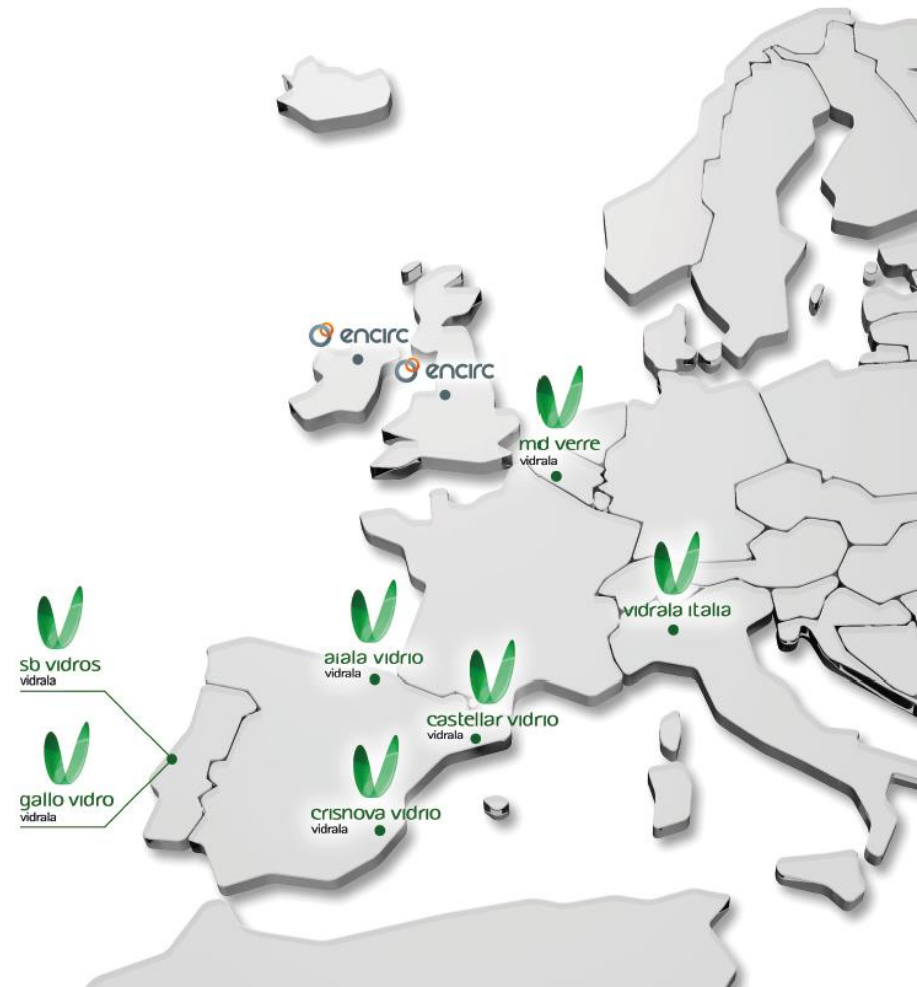 encirc
encirc
md verre
vidrala
vidrala italia
sb vidros
vidrala
aiala vidrio
vidrala
castellar vidrio
vidrala
gallo vidro
vidrala
crisnova vidrio
vidrala